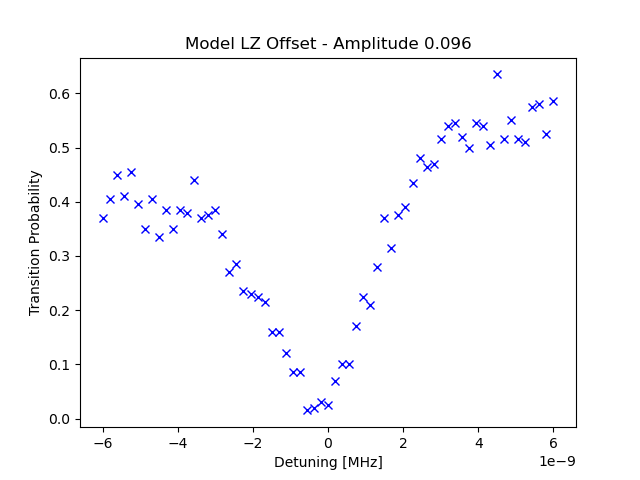 Model LZ Offset - Amplitude 0.096
Transition Probability
0.6
0.5
0.4
0.3
0.2
0.1
0.0
−6 −4 −2 0 2 4 6
1e−9
Detuning [MHz]